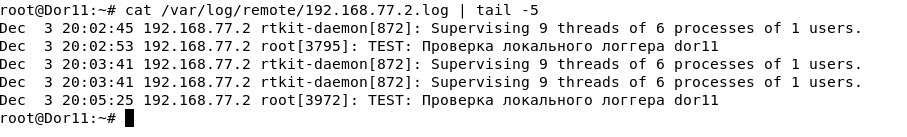 root@Dor11:~# cat /var/log/remote/192.168.77.2.log | tail -5
Dec  3 20:02:45 192.168.77.2 rtkit-daemon[872]: Supervising 9 threads of 6 processes of 1 users.
Dec  3 20:02:53 192.168.77.2 root[3795]: TEST: Проверка локального логгера dor11
Dec  3 20:03:41 192.168.77.2 rtkit-daemon[872]: Supervising 9 threads of 6 processes of 1 users.
Dec  3 20:03:41 192.168.77.2 rtkit-daemon[872]: Supervising 9 threads of 6 processes of 1 users.
Dec  3 20:05:25 192.168.77.2 root[3972]: TEST: Проверка локального логгера dor11
root@Dor11:~#